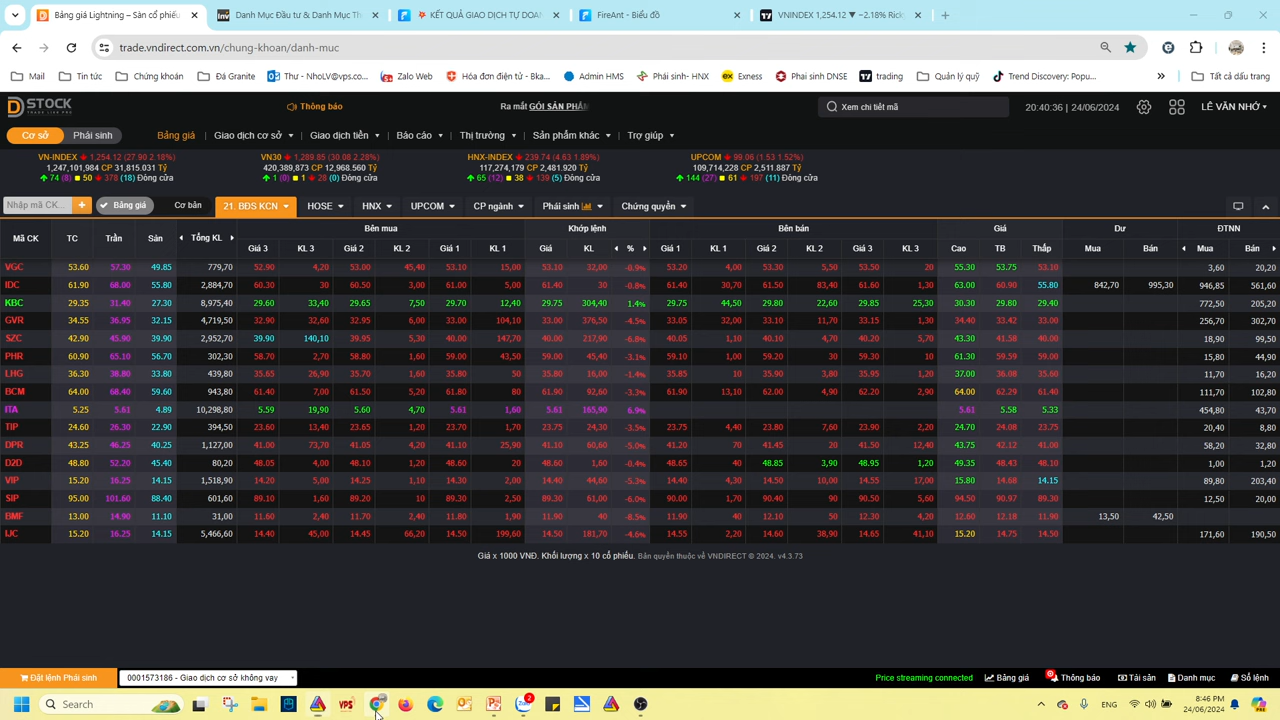 Bảng giá Lightning – Sàn cổ phiếu
Danh Mục Đầu tư & Danh Mục Th
KẾT QUẢ GIAO DỊCH TỰ DOAN
FireAnt - Biểu đồ
VNINDEX 1,254.12 ▼ −2.18% Rick
trade.vndirect.com.vn/chung-khoan/danh-muc
Mail Tin tức Chứng khoán Đá Granite Thư - NhoLV@vps.com... Zalo Web Hóa đơn điện tử - Bka... Admin HMS Phái sinh- HNX Exness Phái sinh DNSE trading Quản lý quỹ Trend Discovery: Popu... Tất cả dấu trang
DSTOCK Thông báo Ra mắt GÓI SẢN PHẨM Xem chi tiết mã 20:40:36 | 24/06/2024 LÊ VĂN NHỚ
Cơ sở Phái sinh Bảng giá Giao dịch cơ sở Giao dịch tiền Báo cáo Thị trường Sản phẩm khác Trợ giúp
VN-INDEX 1,254.12 (27.90 2.18%) VN30 1,289.85 (30.08 2.28%) HNX-INDEX 239.74 (4.63 1.89%) UPCOM 99.06 (1.53 1.52%)
1,247,101,984 CP 31,815.031 Tỷ 420,389,873 CP 12,968.560 Tỷ 117,274,179 CP 2,481.920 Tỷ 109,714,228 CP 2,511.887 Tỷ
74 (8) 50 378 (18) Đóng cửa 1 (0) 1 28 (0) Đóng cửa 65 (12) 38 139 (5) Đóng cửa 144 (27) 61 197 (11) Đóng cửa
Nhập mã CK... + Bảng giá Cơ bản 21. BĐS KCN HOSE HNX UPCOM CP ngành Phái sinh Chứng quyền
Mã CK TC Trần Sàn Tổng KL Bên mua Khớp lệnh Bên bán Giá Dư ĐTNN
Giá 3 KL 3 Giá 2 KL 2 Giá 1 KL 1 Giá KL % Giá 1 KL 1 Giá 2 KL 2 Giá 3 KL 3 Cao TB Thấp Mua Bán Mua Bán
VGC 53.60 57.30 49.85 779,70 52.90 4,20 53.00 45,40 53.10 15,00 53.10 32,00 -0.9% 53.20 4,00 53.30 5,50 53.50 20 55.30 53.75 53.10 3,60 20,20
IDC 61.90 68.00 55.80 2,884,70 60.30 30 60.50 3,00 61.00 5,00 61.40 30 -0.8% 61.40 30,70 61.50 83,40 61.60 1,30 63.00 60.90 55.80 842,70 995,30 946,85 561,60
KBC 29.35 31.40 27.30 8,975,40 29.60 33,40 29.65 7,50 29.70 12,40 29.75 304,40 1.4% 29.75 44,50 29.80 22,60 29.85 25,30 30.30 29.80 29.40 772,50 205,20
GVR 34.55 36.95 32.15 4,719,50 32.90 32,60 32.95 6,00 33.00 104,10 33.00 376,50 -4.5% 33.05 32,00 33.10 11,70 33.15 1,30 34.40 33.42 33.00 256,70 302,70
SZC 42.90 45.90 39.90 2,952,70 39.90 140,10 39.95 5,30 40.00 147,70 40.00 217,90 -6.8% 40.05 1,10 40.10 4,70 40.20 5,70 43.30 41.58 40.00 18,90 99,50
PHR 60.90 65.10 56.70 302,30 58.70 2,70 58.80 1,60 59.00 43,50 59.00 45,40 -3.1% 59.10 1,00 59.20 30 59.30 10 61.30 59.59 59.00 15,80 44,90
LHG 36.30 38.80 33.80 439,80 35.65 26,90 35.70 1,60 35.80 50 35.80 16,00 -1.4% 35.85 10 35.90 3,80 35.95 1,20 37.00 36.08 35.60 11,70 16,20
BCM 64.00 68.40 59.60 943,80 61.40 7,00 61.50 5,20 61.80 80 61.90 92,60 -3.3% 61.90 13,10 62.00 4,90 62.20 2,90 64.00 62.29 61.40 111,70 102,80
ITA 5.25 5.61 4.89 10,298,80 5.59 19,90 5.60 4,70 5.61 1,60 5.61 165,90 6.9% 5.61 5.58 5.33 454,80 43,70
TIP 24.60 26.30 22.90 394,50 23.60 13,40 23.65 1,20 23.70 1,70 23.75 24,30 -3.5% 23.75 4,40 23.80 7,60 23.90 2,20 24.70 24.08 23.75 20,40 8,80
DPR 43.25 46.25 40.25 1,127,00 41.00 73,70 41.05 4,20 41.10 25,90 41.10 60,60 -5.0% 41.20 70 41.45 20 41.50 12,40 43.75 42.12 41.00 58,20 32,80
D2D 48.80 52.20 45.40 80,20 48.05 4,00 48.10 1,20 48.60 20 48.60 1,60 -0.4% 48.65 40 48.85 3,90 48.95 1,20 49.35 48.43 48.10 1,00 1,20
VIP 15.20 16.25 14.15 1,518,90 14.20 5,00 14.25 1,10 14.30 2,00 14.40 44,60 -5.3% 14.40 4,30 14.50 10,00 14.55 17,00 15.80 14.68 14.15 89,80 203,40
SIP 95.00 101.60 88.40 601,60 89.10 1,60 89.20 10 89.30 2,50 89.30 61,00 -6.0% 90.00 1,70 90.40 90 90.50 5,60 94.50 90.97 89.30 12,50 20,00
BMF 13.00 14.90 11.10 31,00 11.60 2,40 11.70 2,40 11.80 1,90 11.90 40 -8.5% 11.90 40 12.10 50 12.30 4,20 12.60 12.18 11.90 13,50 42,50
IJC 15.20 16.25 14.15 5,466,60 14.40 45,00 14.45 66,20 14.50 199,60 14.50 181,70 -4.6% 14.55 2,20 14.60 38,90 14.65 41,10 15.20 14.75 14.50 171,60 190,50
Giá x 1000 VNĐ. Khối lượng x 10 cổ phiếu. Bản quyền thuộc về VNDIRECT © 2024. v4.3.73
Đặt lệnh Phái sinh 0001573186 - Giao dịch cơ sở không vay Price streaming connected Bảng giá Thông báo Tài sản Danh mục Sổ lệnh
Search VPS 2 ENG 8:46 PM
24/06/2024